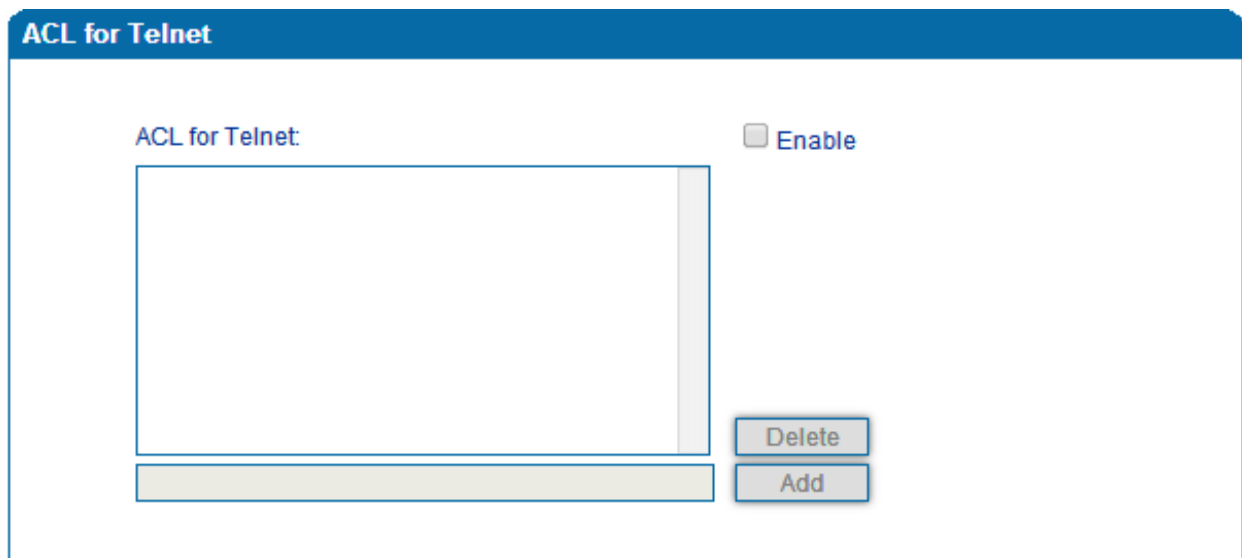 ACL for Telnet
ACL for Telnet:
Enable
Delete
Add